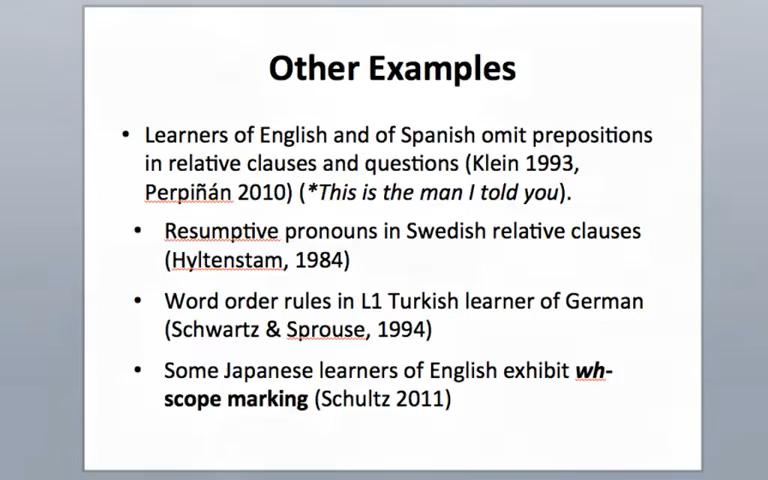 Other Examples
• Learners of English and of Spanish omit prepositions
in relative clauses and questions (Klein 1993,
Perpiñán 2010) (*This is the man I told you).
• Resumptive pronouns in Swedish relative clauses
(Hyltenstam, 1984)
• Word order rules in L1 Turkish learner of German
(Schwartz & Sprouse, 1994)
• Some Japanese learners of English exhibit wh-
scope marking (Schultz 2011)